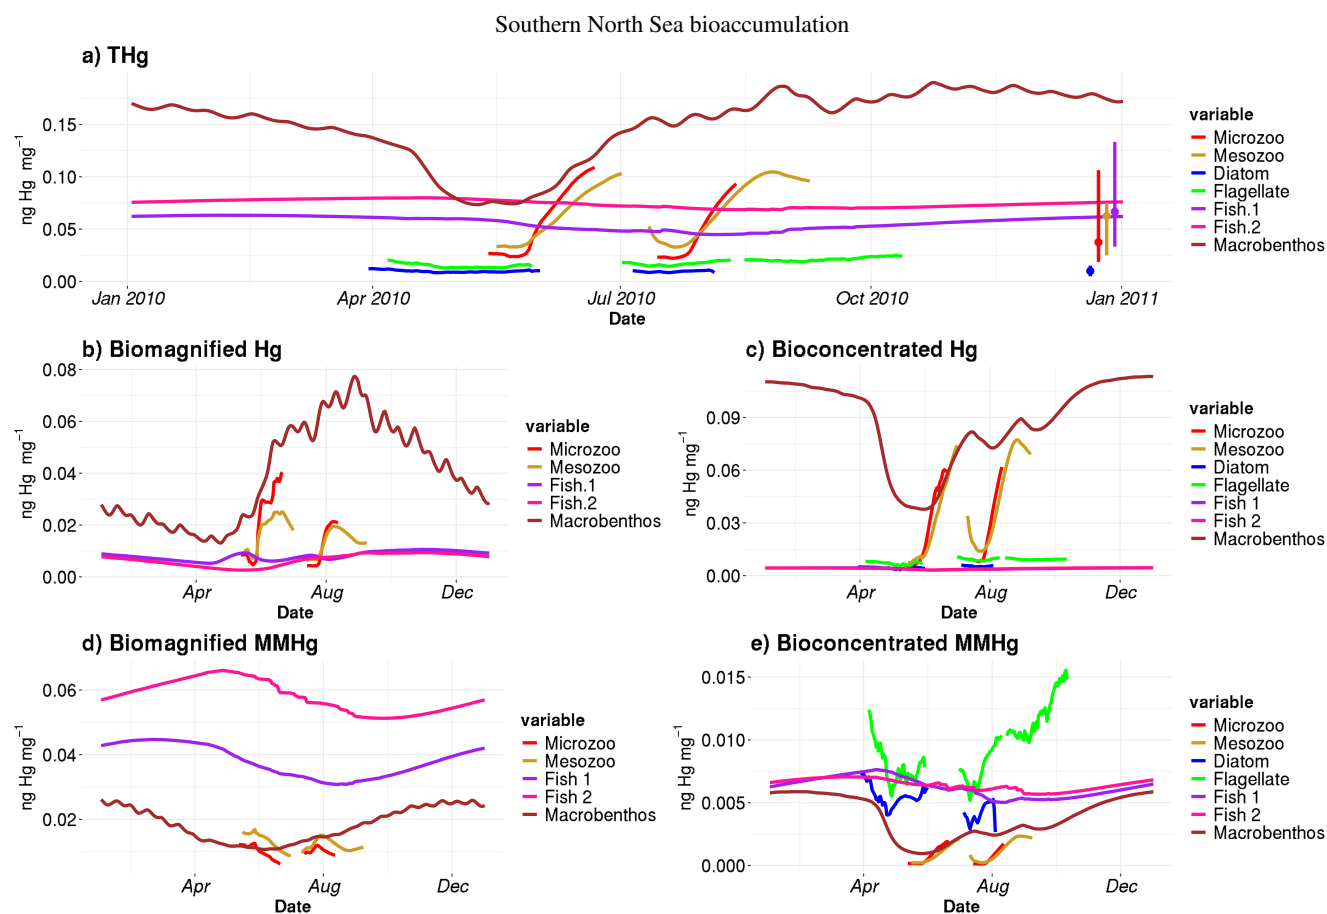 Southern North Sea bioaccumulation
a) THg
ng Hg mg⁻¹
0.15
0.10
0.05
0.00
Jan 2010
Apr 2010
Jul 2010
Oct 2010
Jan 2011
Date
variable
Microzoo
Mesozoo
Diatom
Flagellate
Fish.1
Fish.2
Macrobenthos
b) Biomagnified Hg
ng Hg mg⁻¹
0.08
0.06
0.04
0.02
0.00
Apr
Aug
Dec
Date
variable
Microzoo
Mesozoo
Fish.1
Fish.2
Macrobenthos
c) Bioconcentrated Hg
ng Hg mg⁻¹
0.09
0.06
0.03
0.00
Apr
Aug
Dec
Date
variable
Microzoo
Mesozoo
Diatom
Flagellate
Fish 1
Fish 2
Macrobenthos
d) Biomagnified MMHg
ng Hg mg⁻¹
0.06
0.04
0.02
Apr
Aug
Dec
Date
variable
Microzoo
Mesozoo
Fish 1
Fish 2
Macrobenthos
e) Bioconcentrated MMHg
ng Hg mg⁻¹
0.015
0.010
0.005
0.000
Apr
Aug
Dec
Date
variable
Microzoo
Mesozoo
Diatom
Flagellate
Fish 1
Fish 2
Macrobenthos